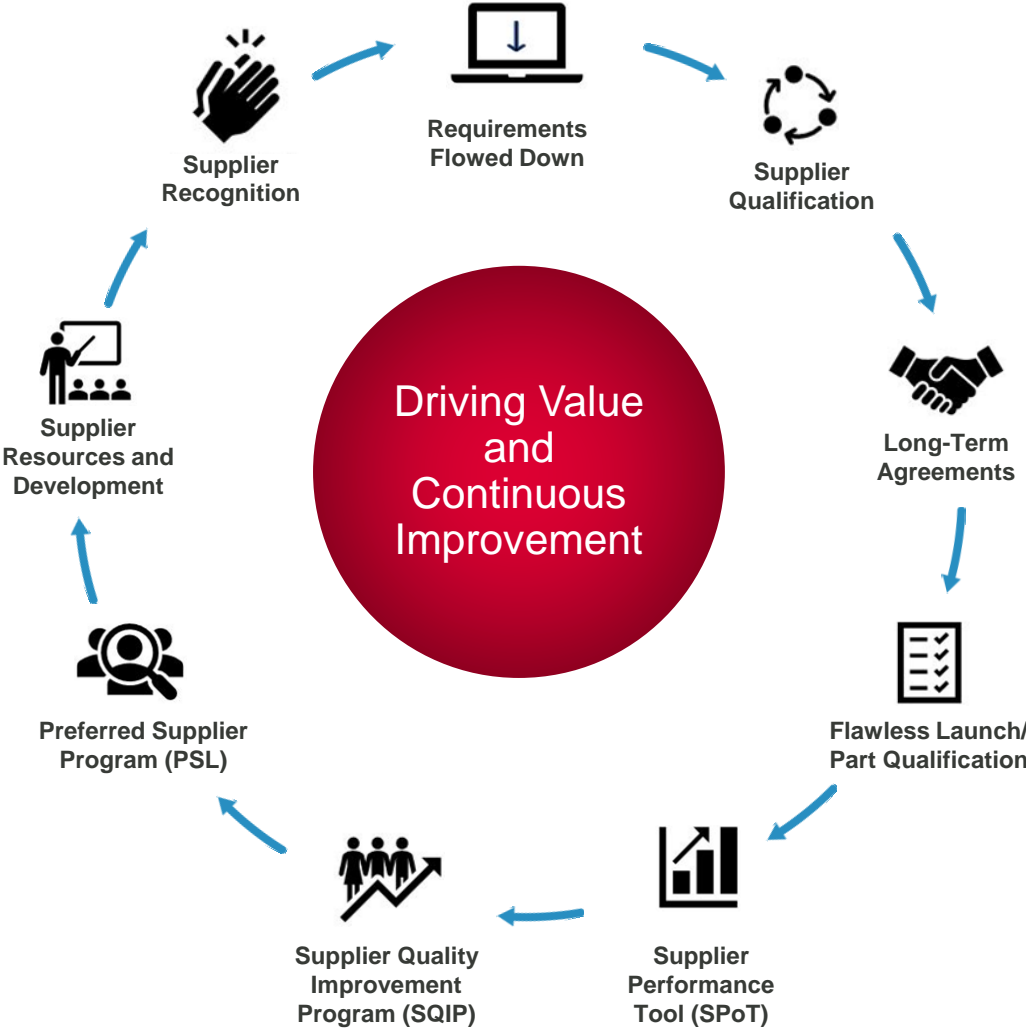 Requirements
Flowed Down
Supplier
Qualification
Long-Term
Agreements
Flawless Launch/
Part Qualification
Supplier
Performance
Tool (SPoT)
Supplier Quality
Improvement
Program (SQIP)
Preferred Supplier
Program (PSL)
Supplier
Resources and
Development
Supplier
Recognition
Driving Value
and
Continuous
Improvement